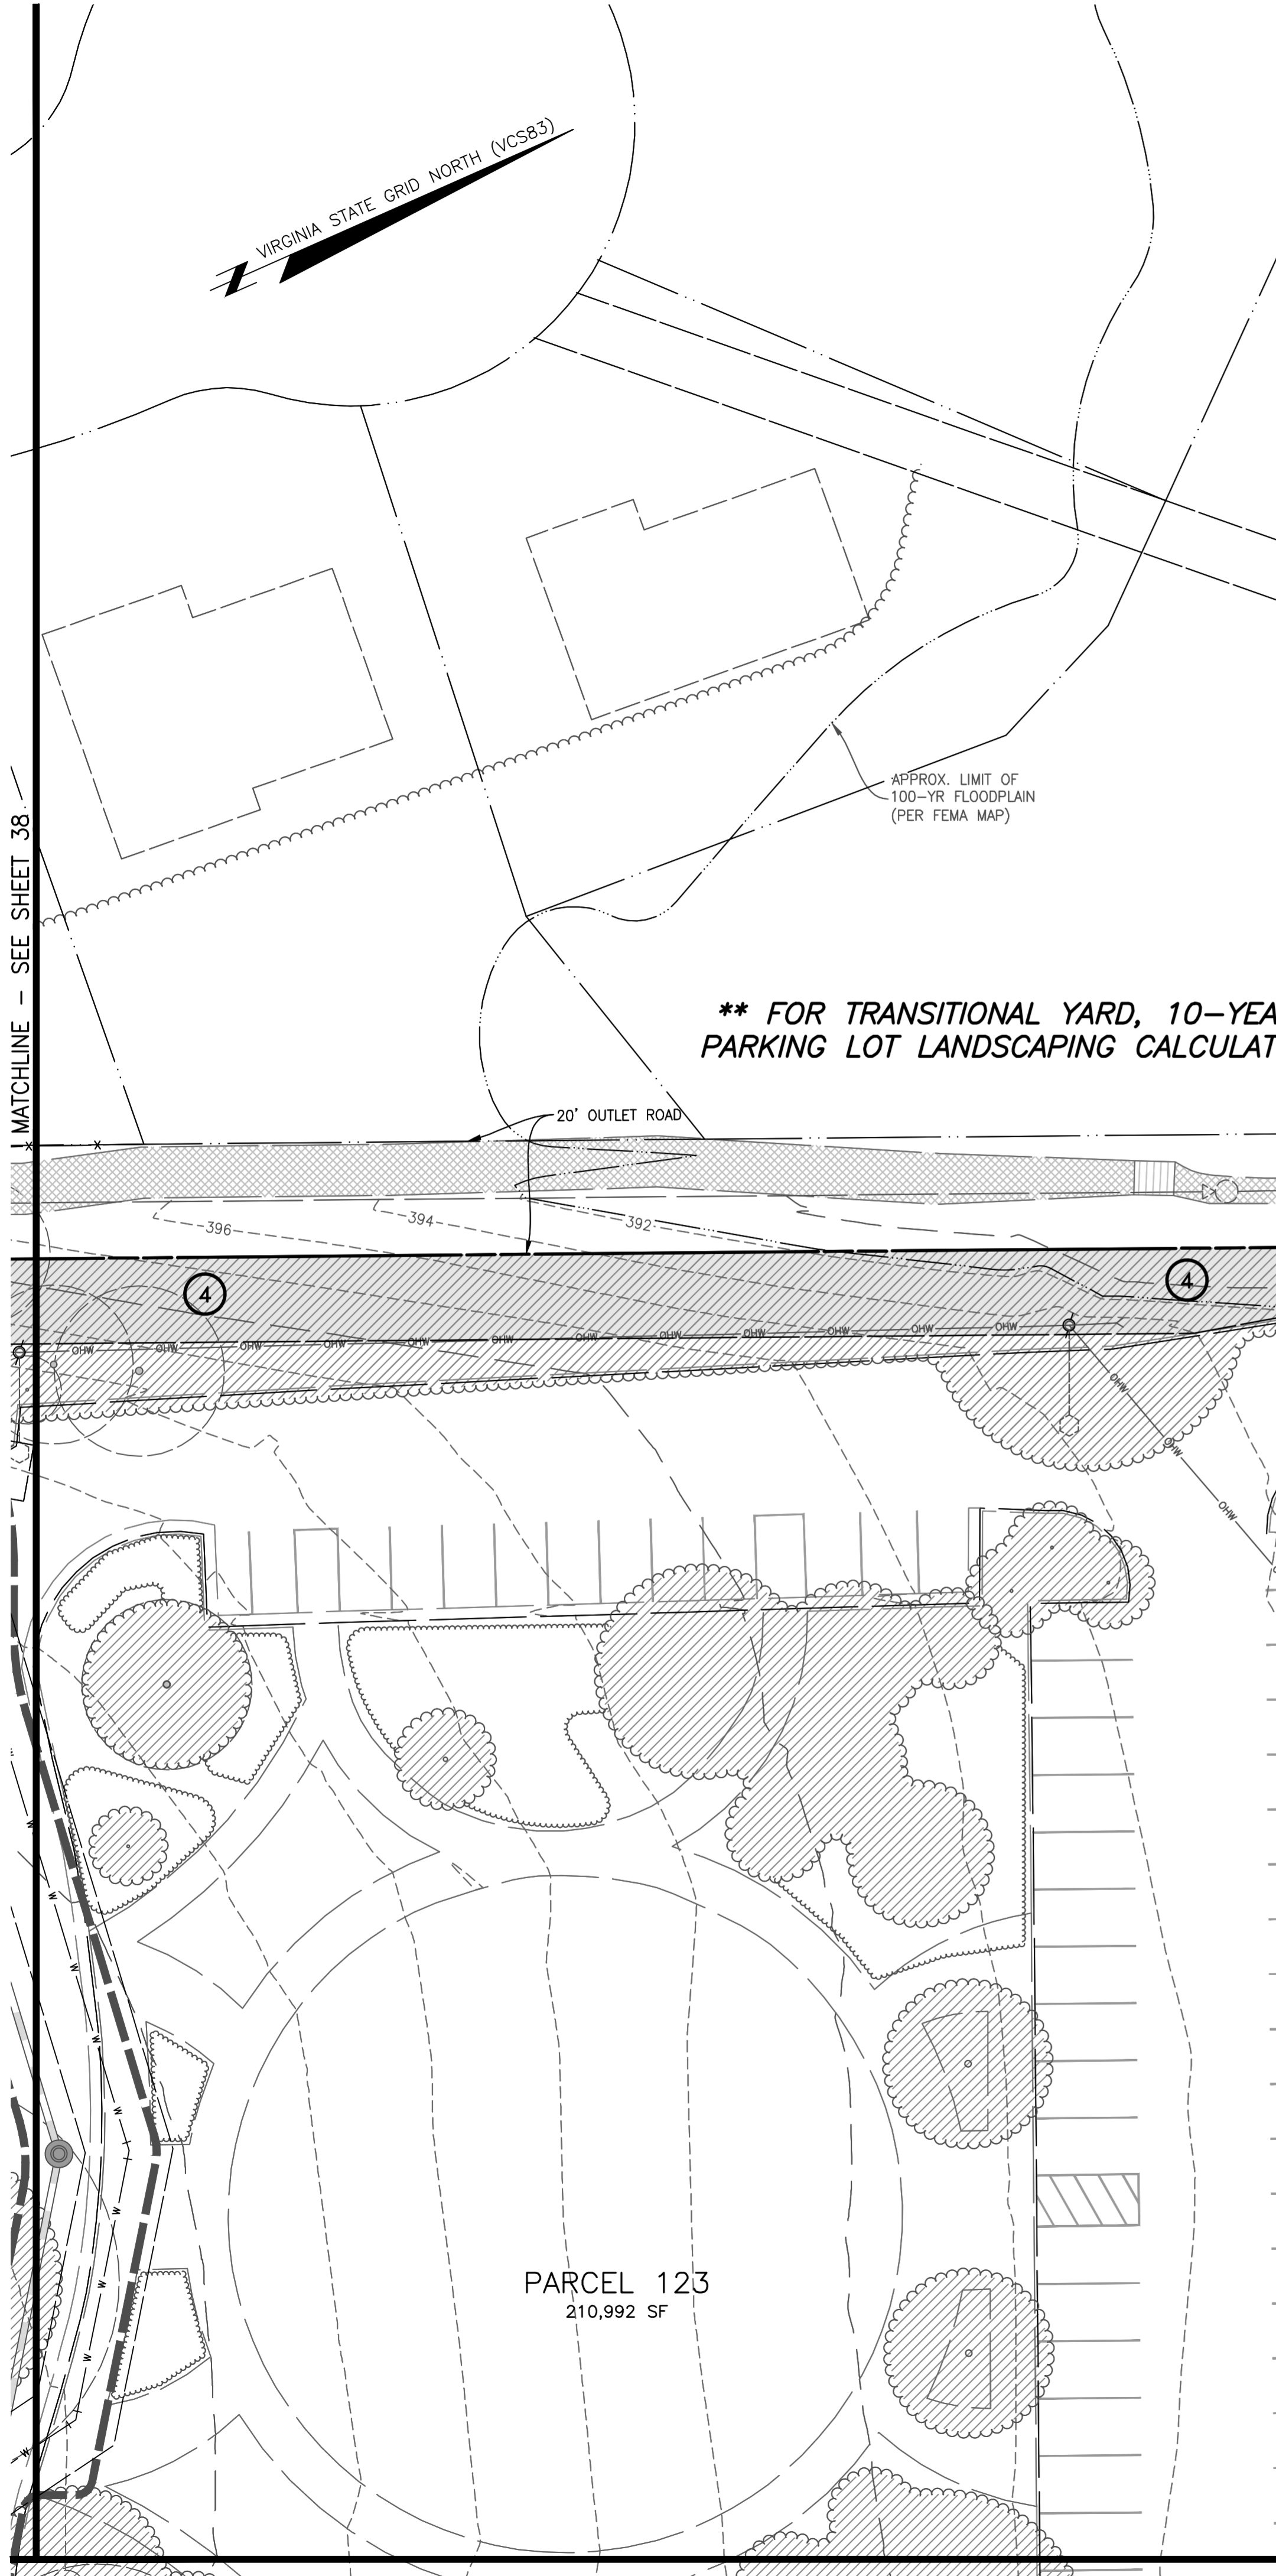 VIRGINIA STATE GRID NORTH (VCS83)
N
MATCHLINE – SEE SHEET 38
APPROX. LIMIT OF
100–YR FLOODPLAIN
(PER FEMA MAP)
** FOR TRANSITIONAL YARD, 10–YEA
PARKING LOT LANDSCAPING CALCULAT
20' OUTLET ROAD
X X
396
394
392
4
4
OHW OHW OHW OHW OHW OHW OHW OHW OHW OHW OHW OHW
OHW
OHW
OHW
W
W
W
W
W
W
W
W
W
PARCEL 123
210,992 SF